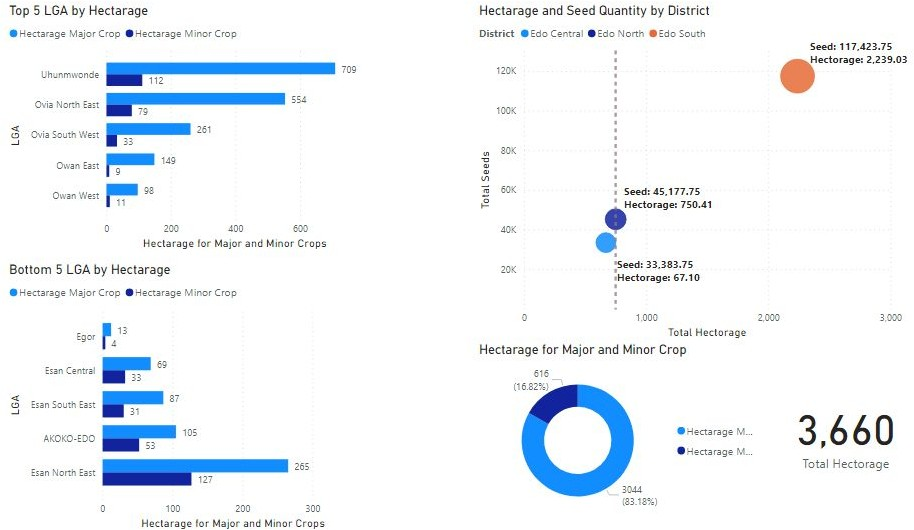 Top 5 LGA by Hectarage
Hectarage Major Crop Hectarage Minor Crop
LGA
Uhunmwonde
709
112
Ovia North East
554
79
Ovia South West
261
33
Owan East
149
9
Owan West
98
11
0 200 400 600
Hectarage for Major and Minor Crops
Bottom 5 LGA by Hectarage
Hectarage Major Crop Hectarage Minor Crop
LGA
Egor
13
4
Esan Central
69
33
Esan South East
87
31
AKOKO-EDO
105
53
Esan North East
265
127
0 100 200 300
Hectarage for Major and Minor Crops
Hectarage and Seed Quantity by District
District Edo Central Edo North Edo South
Total Seeds
120K
100K
80K
60K
40K
20K
Seed: 117,423.75
Hectorage: 2,239.03
Seed: 45,177.75
Hectorage: 750.41
Seed: 33,383.75
Hectorage: 67.10
0 1,000 2,000 3,000
Total Hectorage
Hectarage for Major and Minor Crop
616
(16.82%)
3044
(83.18%)
Hectarage M...
Hectarage M...
3,660
Total Hectorage